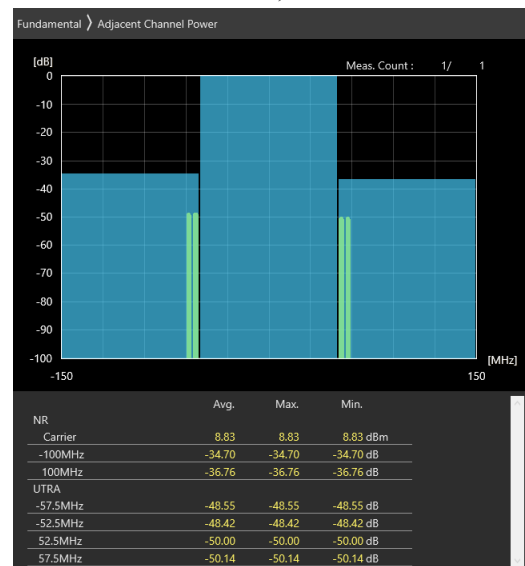 Fundamental ⟩ Adjacent Channel Power
[dB]
Meas. Count : 1/ 1
0
-10
-20
-30
-40
-50
-60
-70
-80
-90
-100
[MHz]
-150 150
Avg. Max. Min.
NR
Carrier 8.83 8.83 8.83 dBm
-100MHz -34.70 -34.70 -34.70 dB
100MHz -36.76 -36.76 -36.76 dB
UTRA
-57.5MHz -48.55 -48.55 -48.55 dB
-52.5MHz -48.42 -48.42 -48.42 dB
52.5MHz -50.00 -50.00 -50.00 dB
57.5MHz -50.14 -50.14 -50.14 dB